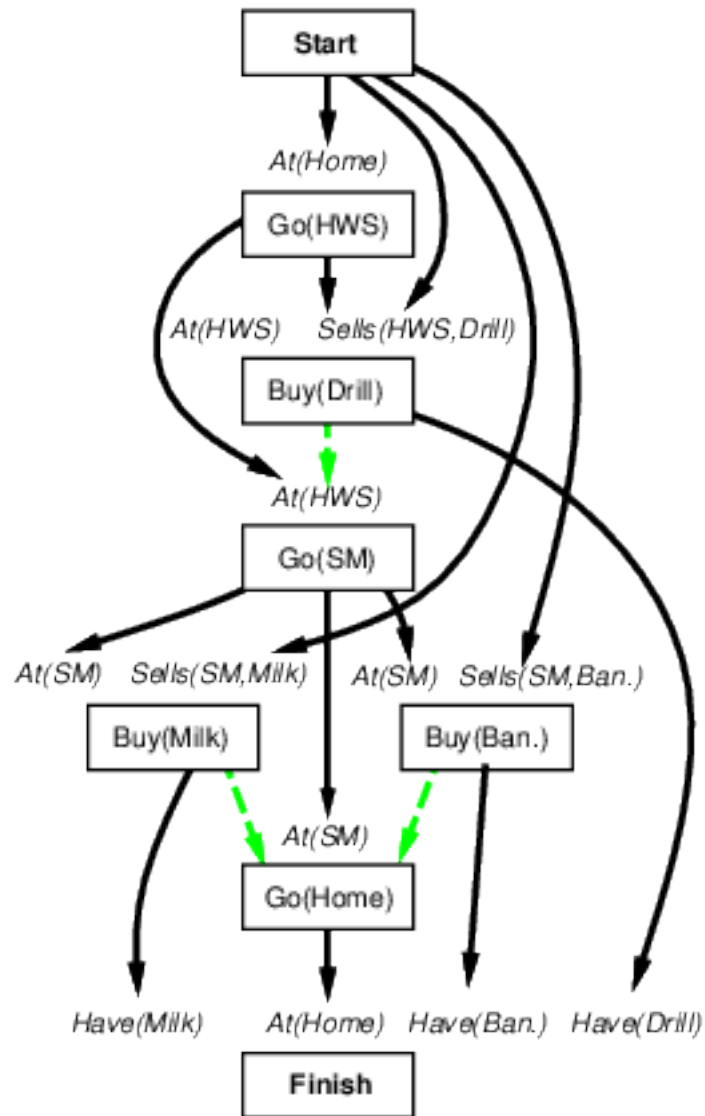 Start
At(Home)
Go(HWS)
At(HWS) Sells(HWS,Drill)
Buy(Drill)
At(HWS)
Go(SM)
At(SM) Sells(SM,Milk) At(SM) Sells(SM,Ban.)
Buy(Milk) Buy(Ban.)
At(SM)
Go(Home)
Have(Milk) At(Home) Have(Ban.) Have(Drill)
Finish